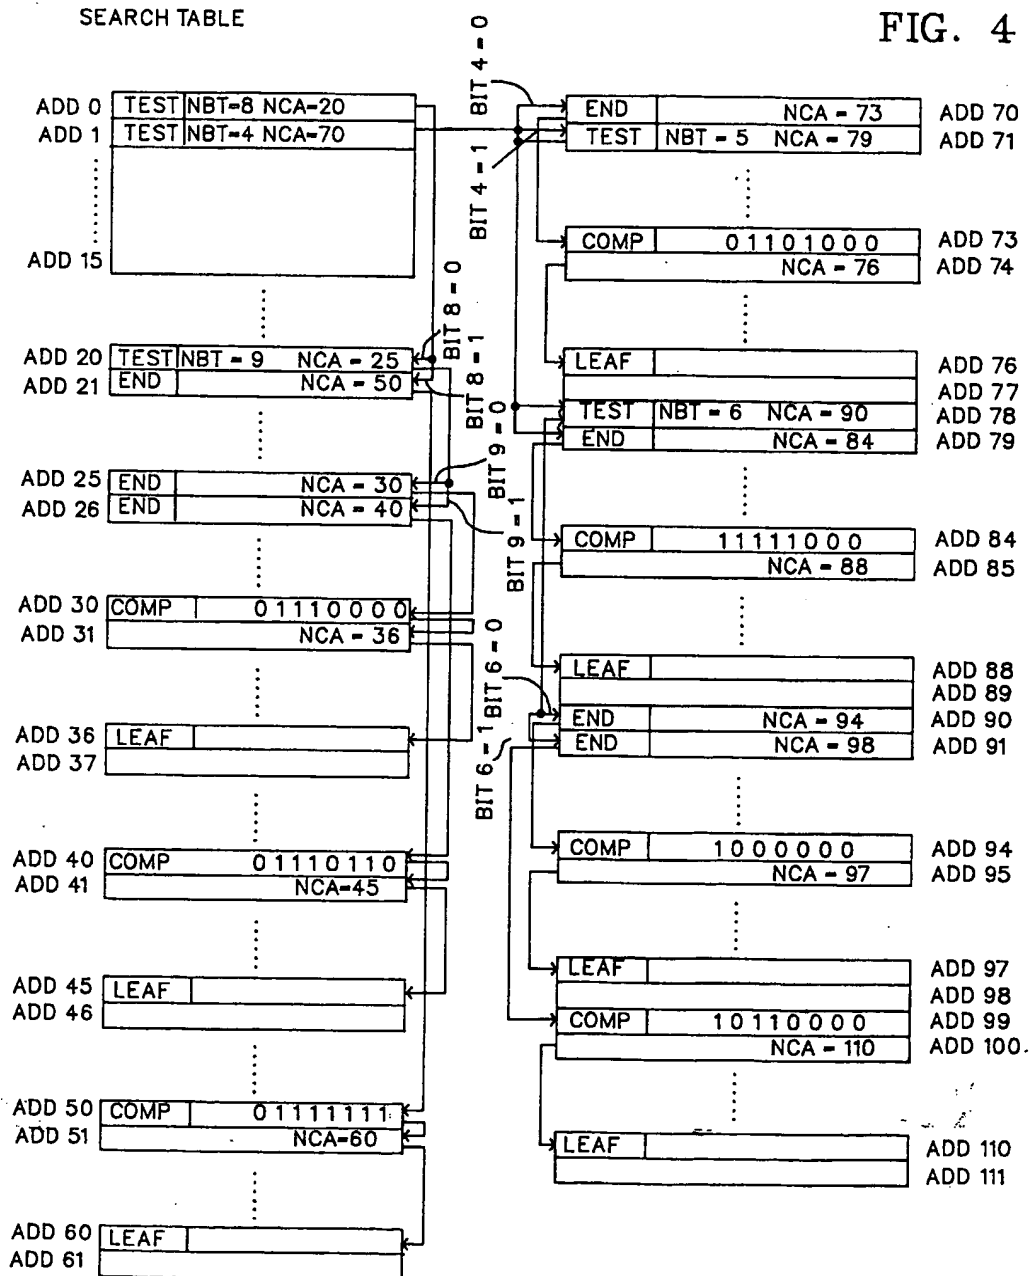 SEARCH TABLE
FIG. 4
ADD 0 TEST NBT=8 NCA=20
ADD 1 TEST NBT=4 NCA=70
ADD 15
ADD 20 TEST NBT = 9 NCA = 25
ADD 21 END NCA = 50
ADD 25 END NCA = 30
ADD 26 END NCA = 40
ADD 30 COMP 01110000
ADD 31 NCA = 36
ADD 36 LEAF
ADD 37
ADD 40 COMP 01110110
ADD 41 NCA=45
ADD 45 LEAF
ADD 46
ADD 50 COMP 01111111
ADD 51 NCA=60
ADD 60 LEAF
ADD 61
BIT 8=0
BIT 8=1
BIT 9=0
BIT 9=1
BIT 4=0
BIT 4=1
BIT 6=0
BIT 6=1
END NCA = 73 ADD 70
TEST NBT = 5 NCA = 79 ADD 71
COMP 01101000 ADD 73
NCA = 76 ADD 74
LEAF ADD 76
ADD 77
TEST NBT = 6 NCA = 90 ADD 78
END NCA = 84 ADD 79
COMP 11111000 ADD 84
NCA = 88 ADD 85
LEAF ADD 88
ADD 89
END NCA = 94 ADD 90
END NCA = 98 ADD 91
COMP 1000000 ADD 94
NCA = 97 ADD 95
LEAF ADD 97
ADD 98
COMP 10110000 ADD 99
NCA = 110 ADD 100.
LEAF ADD 110
ADD 111